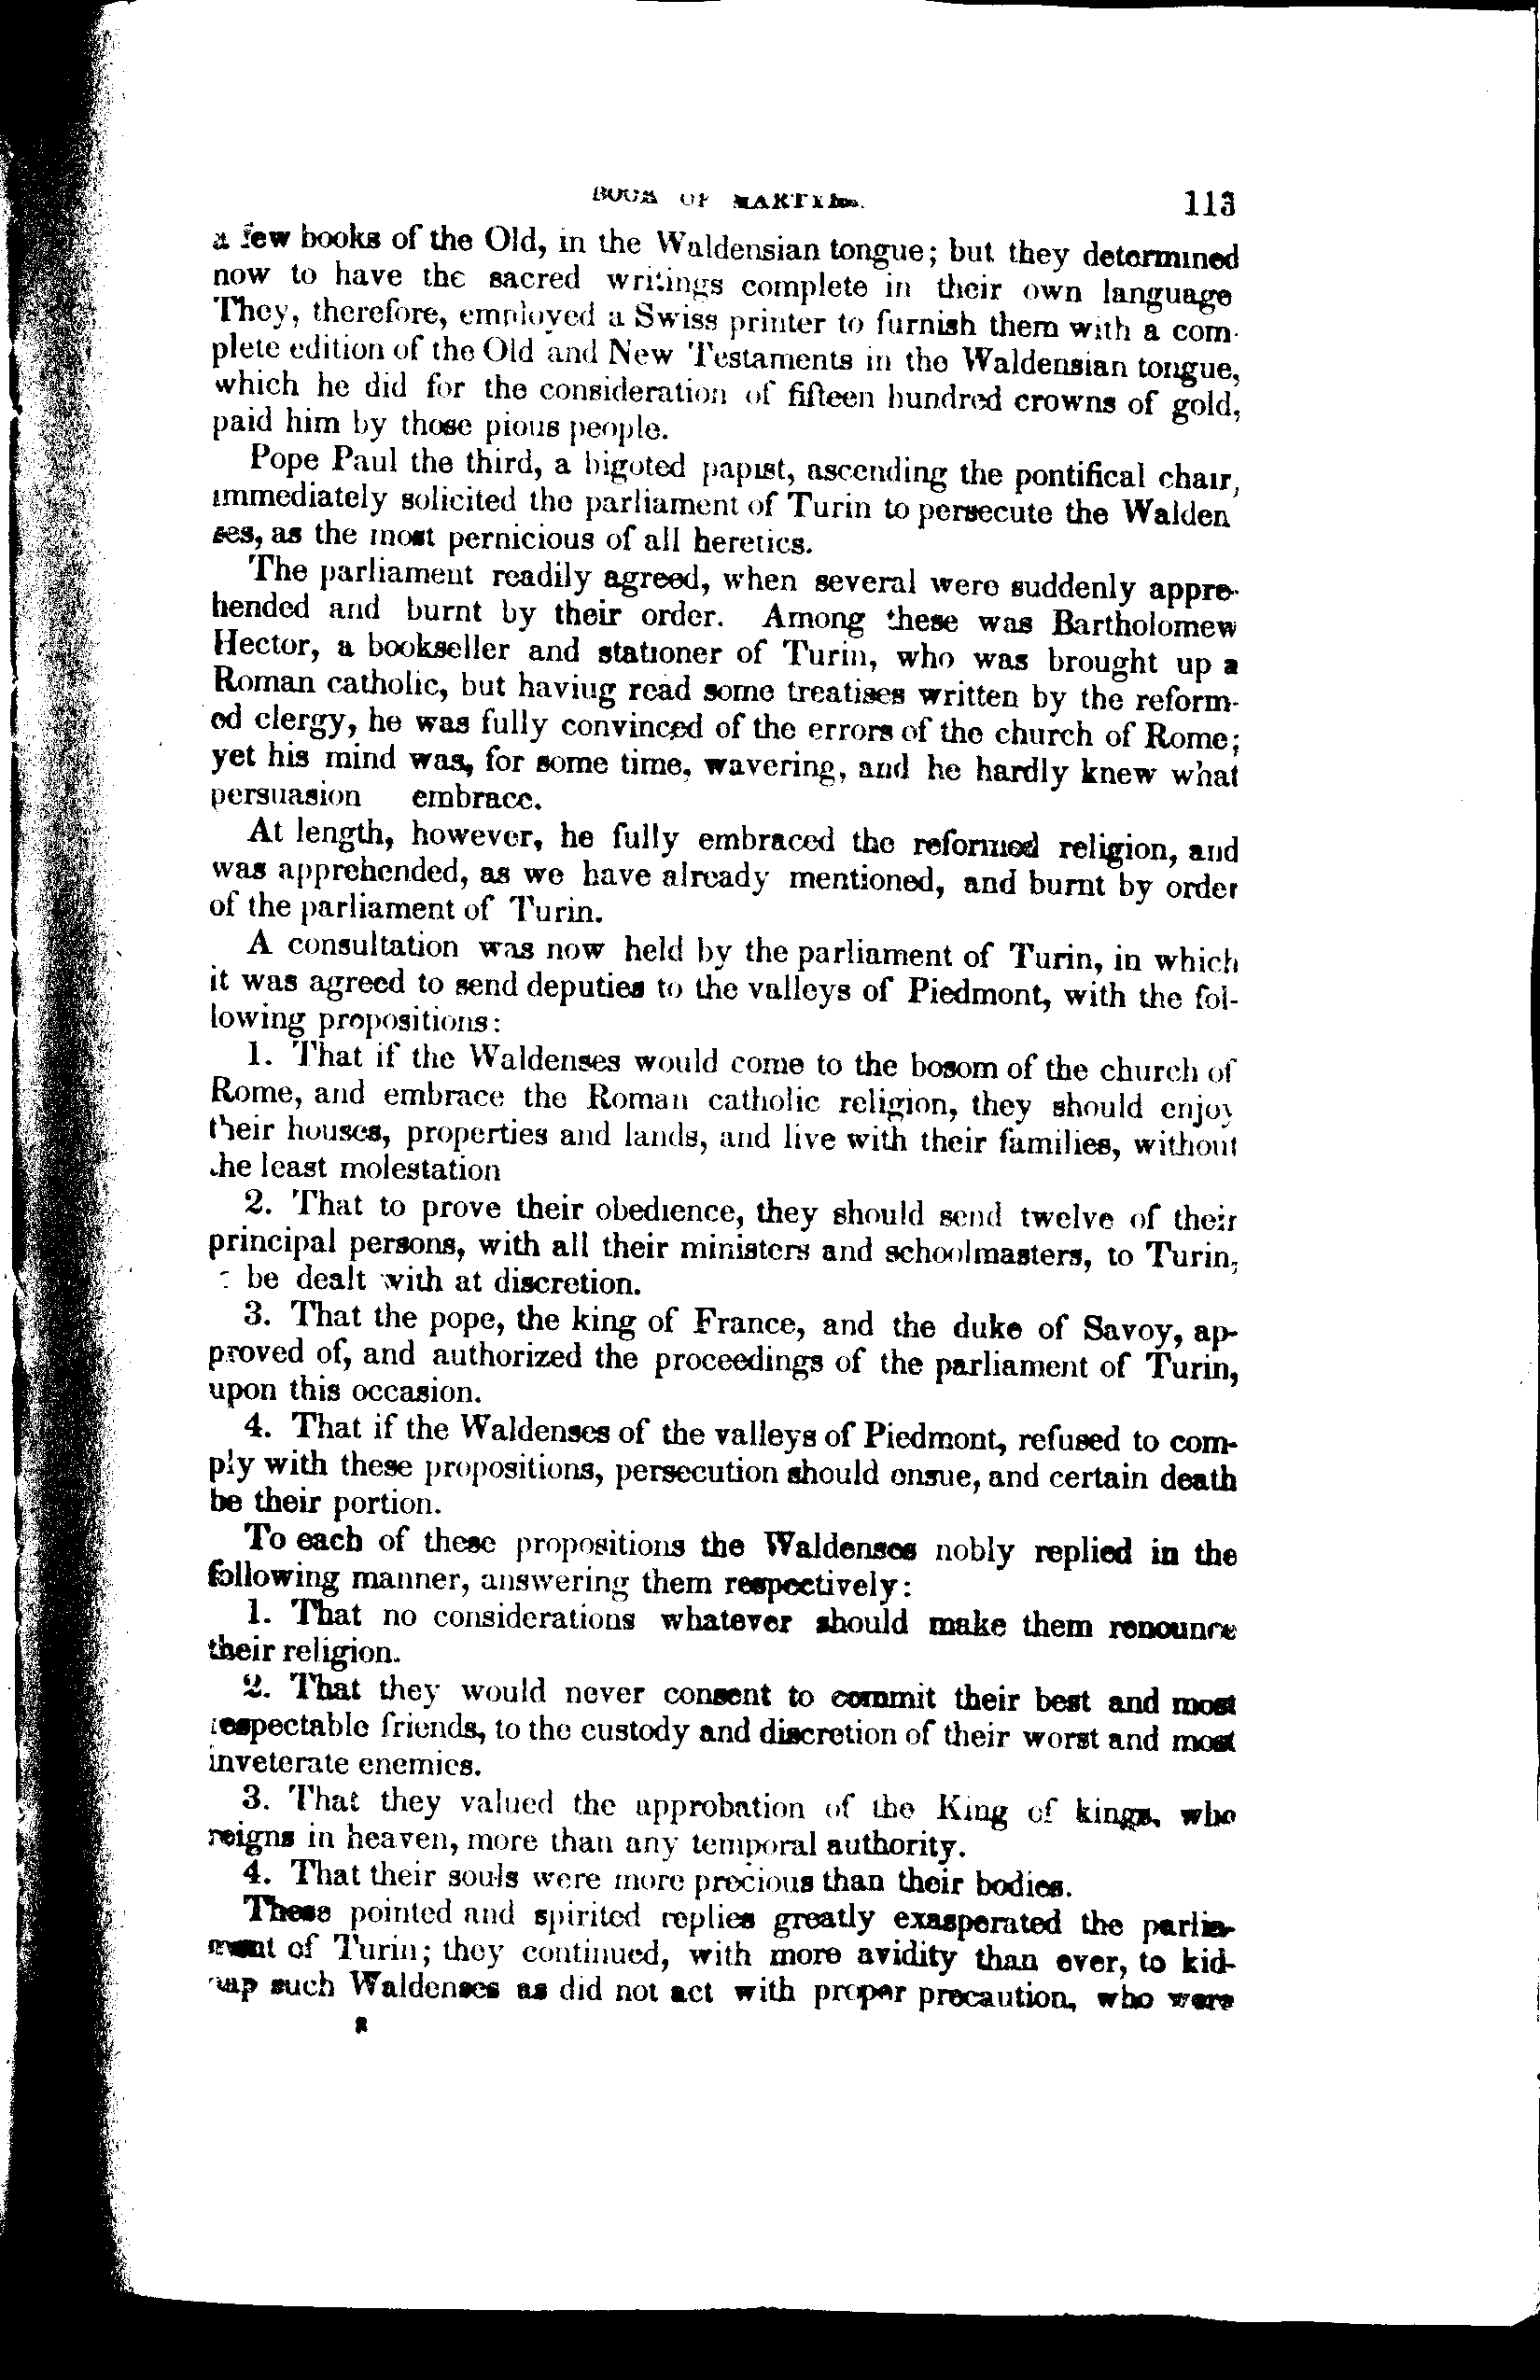 BOOK OF MARTYRS. 113
a few books of the Old, in the Waldensian tongue; but they determined
now to have the sacred writings complete in their own language
They, therefore, employed a Swiss printer to furnish them with a com-
plete edition of the Old and New Testaments in the Waldensian tongue,
which he did for the consideration of fifteen hundred crowns of gold,
paid him by those pious people.
Pope Paul the third, a bigoted papist, ascending the pontifical chair,
immediately solicited the parliament of Turin to persecute the Walden
ses, as the most pernicious of all heretics.
The parliament readily agreed, when several were suddenly appre-
hended and burnt by their order. Among these was Bartholomew
Hector, a bookseller and stationer of Turin, who was brought up a
Roman catholic, but haviug read some treatises written by the reform-
ed clergy, he was fully convinced of the errors of the church of Rome;
yet his mind was, for some time, wavering, and he hardly knew what
persuasion embrace.
At length, however, he fully embraced the reformed religion, and
was apprehended, as we have already mentioned, and burnt by order
of the parliament of Turin.
A consultation was now held by the parliament of Turin, in which
it was agreed to send deputies to the valleys of Piedmont, with the fol-
lowing propositions:
1. That if the Waldenses would come to the bosom of the church of
Rome, and embrace the Roman catholic religion, they should enjoy
their houses, properties and lands, and live with their families, without
the least molestation
2. That to prove their obedience, they should send twelve of their
principal persons, with all their ministers and schoolmasters, to Turin,
be dealt with at discretion.
3. That the pope, the king of France, and the duke of Savoy, ap-
proved of, and authorized the proceedings of the parliament of Turin,
upon this occasion.
4. That if the Waldenses of the valleys of Piedmont, refused to com-
ply with these propositions, persecution should ensue, and certain death
be their portion.
To each of these propositions the Waldenses nobly replied in the
following manner, answering them respectively:
1. That no considerations whatever should make them renounce
their religion.
2. That they would never consent to commit their best and most
respectable friends, to the custody and discretion of their worst and most
inveterate enemies.
3. That they valued the approbation of the King of kings, who
reigns in heaven, more than any temporal authority.
4. That their souls were more precious than their bodies.
These pointed and spirited replies greatly exasperated the parlia-
ment of Turin; they continued, with more avidity than ever, to kid-
nap such Waldenses as did not act with proper precaution, who were